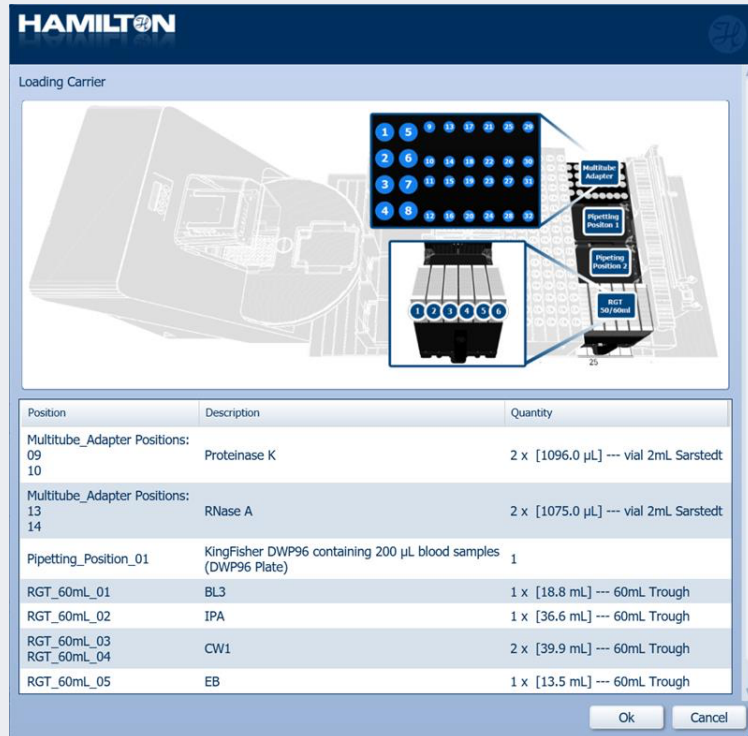 HAMILTON
Loading Carrier
1 5 9 13 17 21 25 29
2 6 10 14 18 22 26 30
3 7 11 15 19 23 27 31
4 8 12 16 20 24 28 32
Multitube
Adapter
Pipetting
Positon 1
Pipeting
Position 2
RGT
50/60ml
1 2 3 4 5 6
25
Position Description Quantity
Multitube_Adapter Positions:
09
10
Proteinase K
2 x [1096.0 µL] --- vial 2mL Sarstedt
Multitube_Adapter Positions:
13
14
RNase A
2 x [1075.0 µL] --- vial 2mL Sarstedt
Pipetting_Position_01
KingFisher DWP96 containing 200 µL blood samples
(DWP96 Plate)
1
RGT_60mL_01 BL3 1 x [18.8 mL] --- 60mL Trough
RGT_60mL_02 IPA 1 x [36.6 mL] --- 60mL Trough
RGT_60mL_03
RGT_60mL_04
CW1
2 x [39.9 mL] --- 60mL Trough
RGT_60mL_05 EB 1 x [13.5 mL] --- 60mL Trough
Ok Cancel